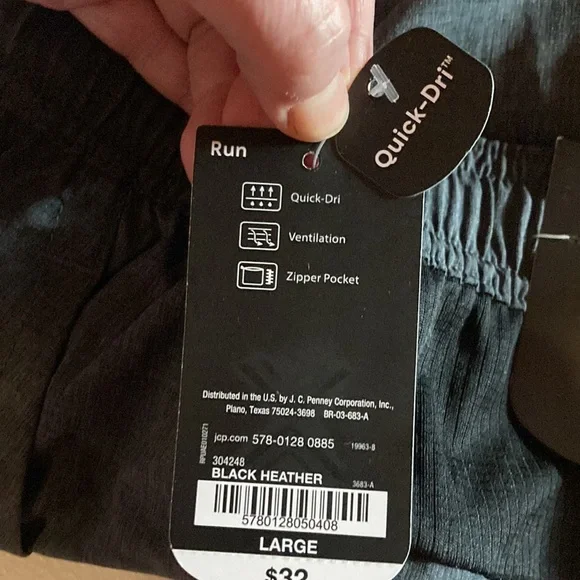 Quick-Dri™
Run
Quick-Dri
Ventilation
Zipper Pocket
Distributed in the U.S. by J. C. Penney Corporation, Inc.,
Plano, Texas 75024-3698 BR-03-683-A
jcp.com 578-0128 0885 19963-B
304248
BLACK HEATHER 3683-A
5780128050408
LARGE
$32